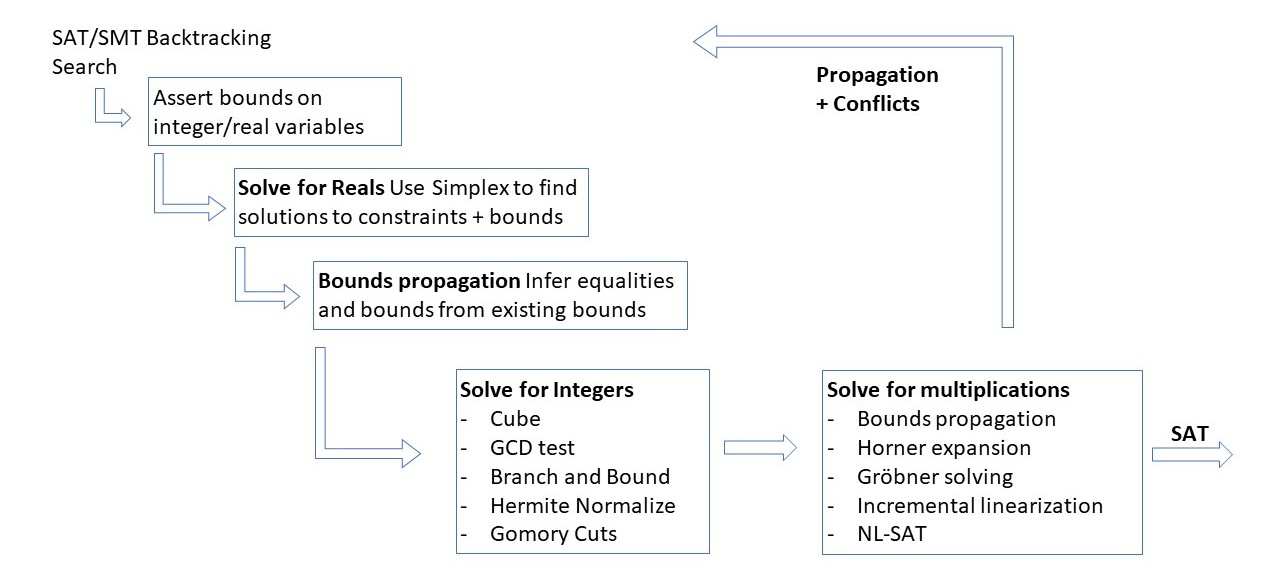 SAT/SMT Backtracking
Search
Assert bounds on
integer/real variables
Solve for Reals Use Simplex to find
solutions to constraints + bounds
Bounds propagation Infer equalities
and bounds from existing bounds
Propagation
+ Conflicts
Solve for Integers
- Cube
- GCD test
- Branch and Bound
- Hermite Normalize
- Gomory Cuts
Solve for multiplications
- Bounds propagation
- Horner expansion
- Gröbner solving
- Incremental linearization
- NL-SAT
SAT